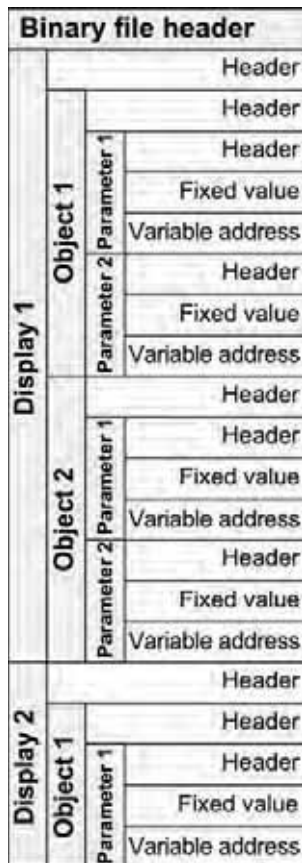 Binary file header
Display 1
Header
Object 1
Header
Parameter 1
Header
Fixed value
Variable address
Parameter 2
Header
Fixed value
Variable address
Object 2
Header
Parameter 1
Header
Fixed value
Variable address
Parameter 2
Header
Fixed value
Variable address
Display 2
Header
Object 1
Header
Parameter 1
Header
Fixed value
Variable address